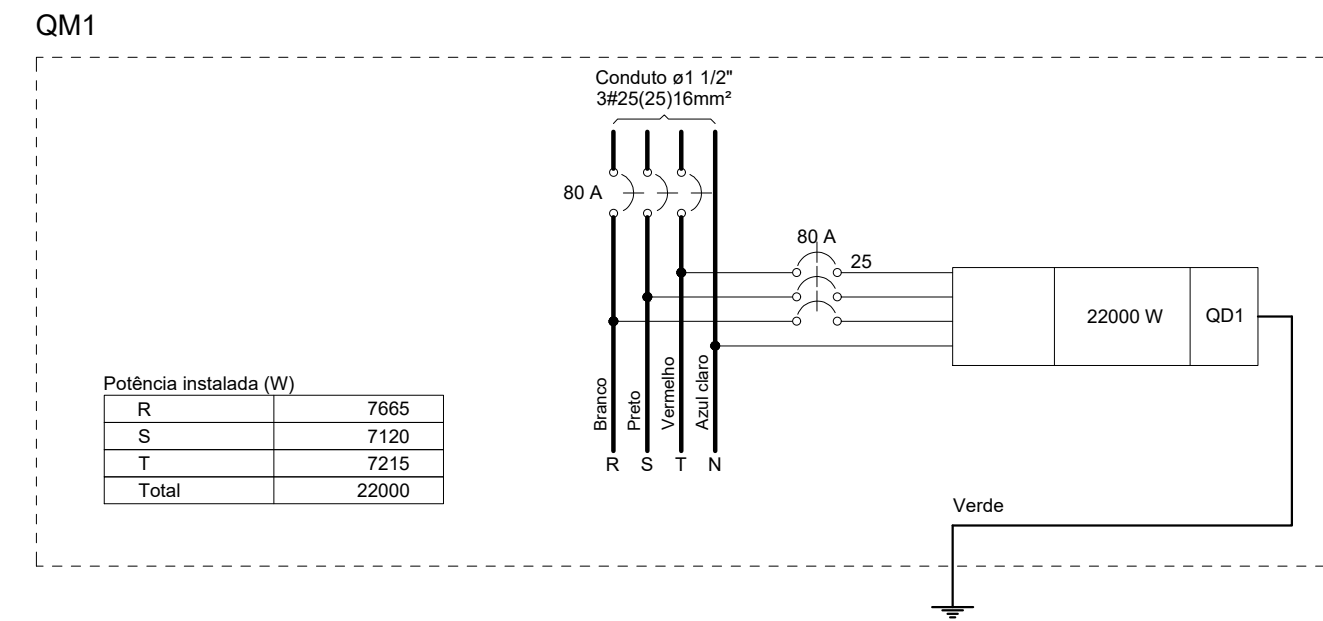 QM1
Conduto ø1 1/2"
3#25(25)16mm²
80 A
80 A
25
22000 W
QD1
Branco
Preto
Vermelho
Azul claro
R S T N
Potência instalada (W)
R 7665
S 7120
T 7215
Total 22000
Verde